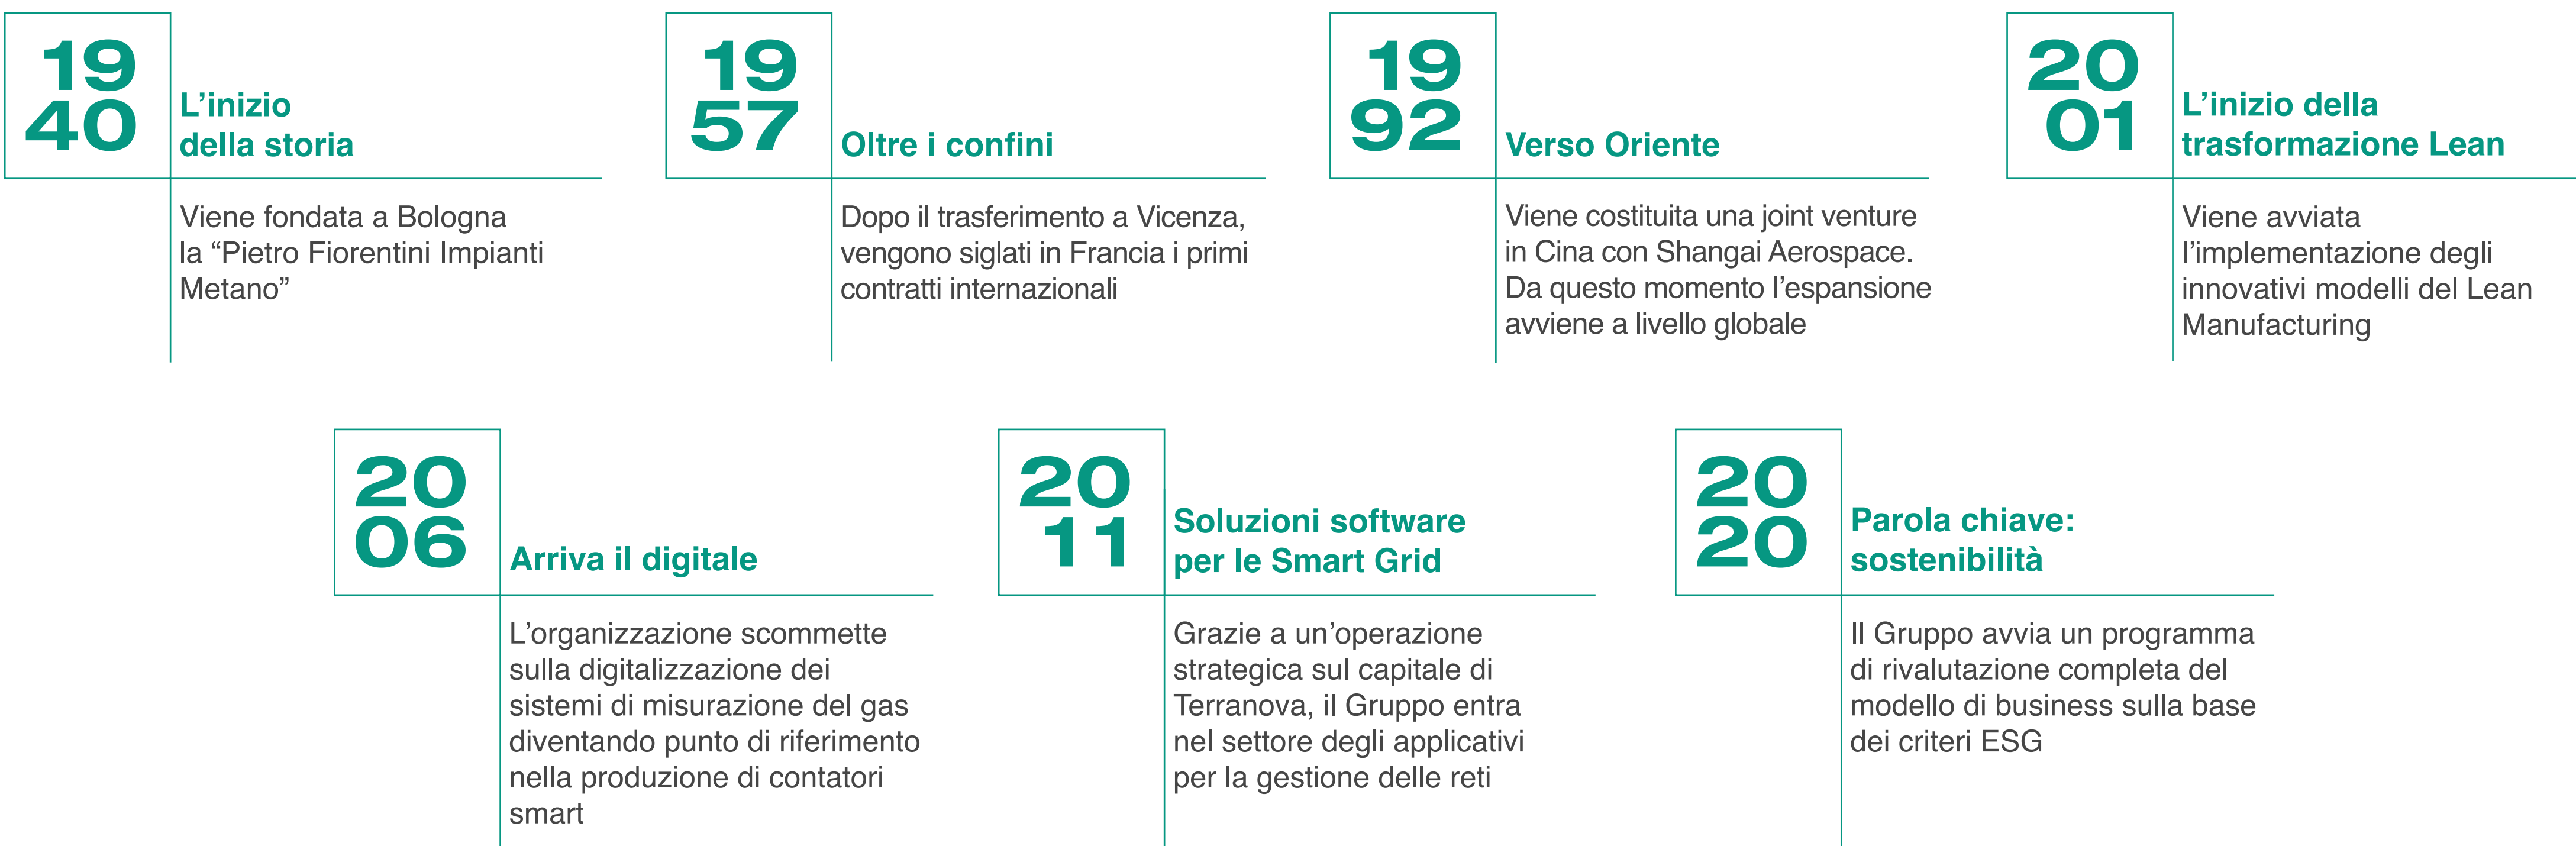 19
40
L’inizio
della storia
Viene fondata a Bologna
la “Pietro Fiorentini Impianti
Metano”
19
57
Oltre i confini
Dopo il trasferimento a Vicenza,
vengono siglati in Francia i primi
contratti internazionali
19
92
Verso Oriente
Viene costituita una joint venture
in Cina con Shangai Aerospace.
Da questo momento l’espansione
avviene a livello globale
20
01
L’inizio della
trasformazione Lean
Viene avviata
l’implementazione degli
innovativi modelli del Lean
Manufacturing
20
06
Arriva il digitale
L’organizzazione scommette
sulla digitalizzazione dei
sistemi di misurazione del gas
diventando punto di riferimento
nella produzione di contatori
smart
20
11
Soluzioni software
per le Smart Grid
Grazie a un’operazione
strategica sul capitale di
Terranova, il Gruppo entra
nel settore degli applicativi
per la gestione delle reti
20
20
Parola chiave:
sostenibilità
Il Gruppo avvia un programma
di rivalutazione completa del
modello di business sulla base
dei criteri ESG